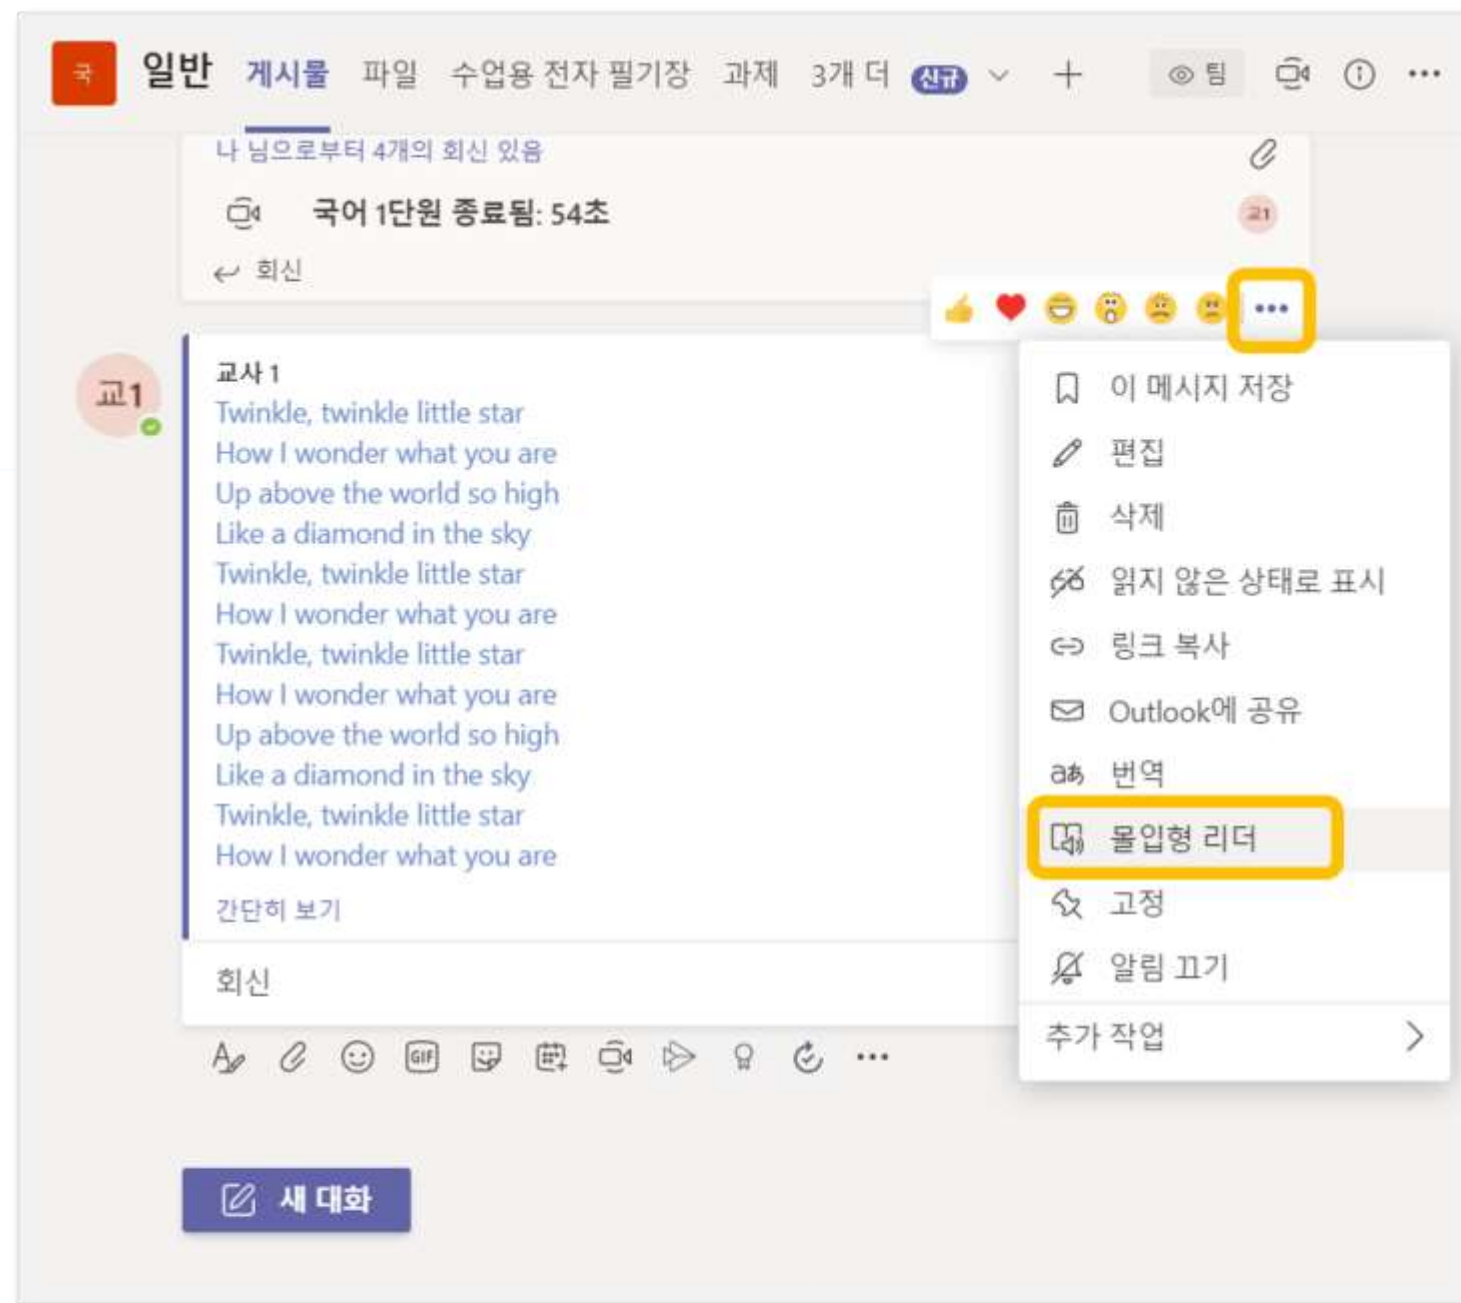 국 일반 게시물 파일 수업용 전자 필기장 과제 3개 더 신규 팀
나 님으로부터 4개의 회신 있음
국어 1단원 종료됨: 54초
교1
회신
교1
교사 1
Twinkle, twinkle little star
How I wonder what you are
Up above the world so high
Like a diamond in the sky
Twinkle, twinkle little star
How I wonder what you are
Twinkle, twinkle little star
How I wonder what you are
Up above the world so high
Like a diamond in the sky
Twinkle, twinkle little star
How I wonder what you are
간단히 보기
회신
GIF
새 대화
이 메시지 저장
편집
삭제
읽지 않은 상태로 표시
링크 복사
Outlook에 공유
aあ 번역
몰입형 리더
고정
알림 끄기
추가 작업